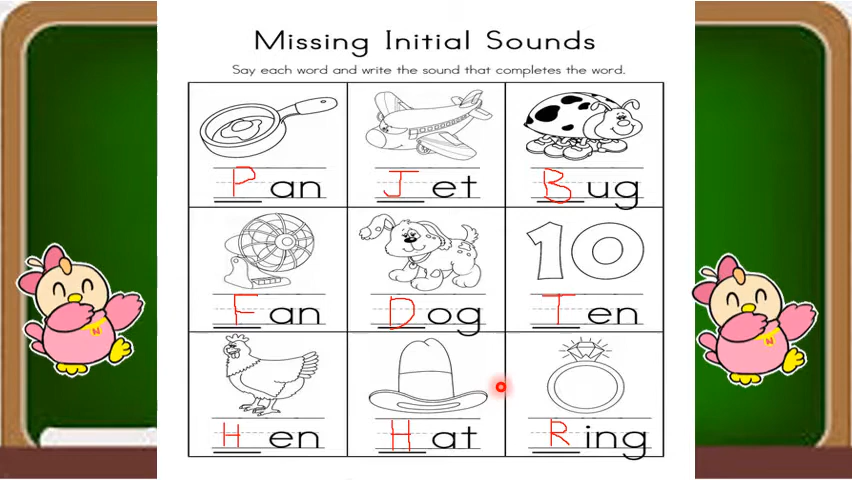 Missing Initial Sounds
Say each word and write the sound that completes the word.
Pan Jet Bug
10
Fan Dog Ten
Hen Hat Ring
N
N